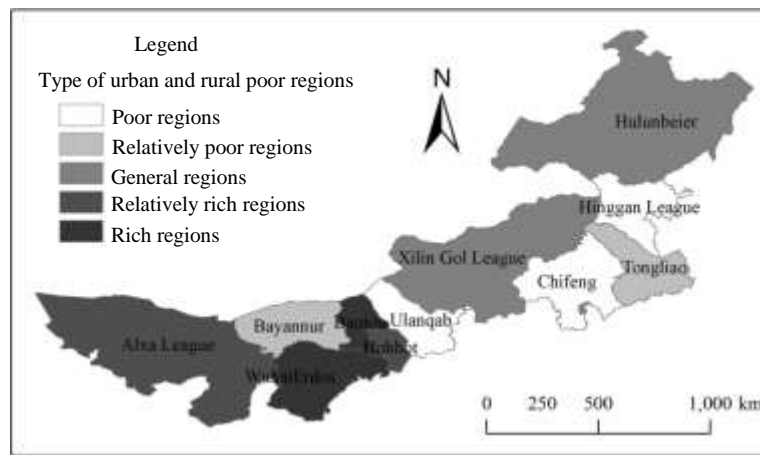 Legend
Type of urban and rural poor regions
Poor regions
Relatively poor regions
General regions
Relatively rich regions
Rich regions
N
Hulunbeier
Hinggan League
Xilin Gol League
Tongliao
Chifeng
Ulanqab
Bayannur
Hohhot
Alxa League
Erdos
0 250 500 1,000 km